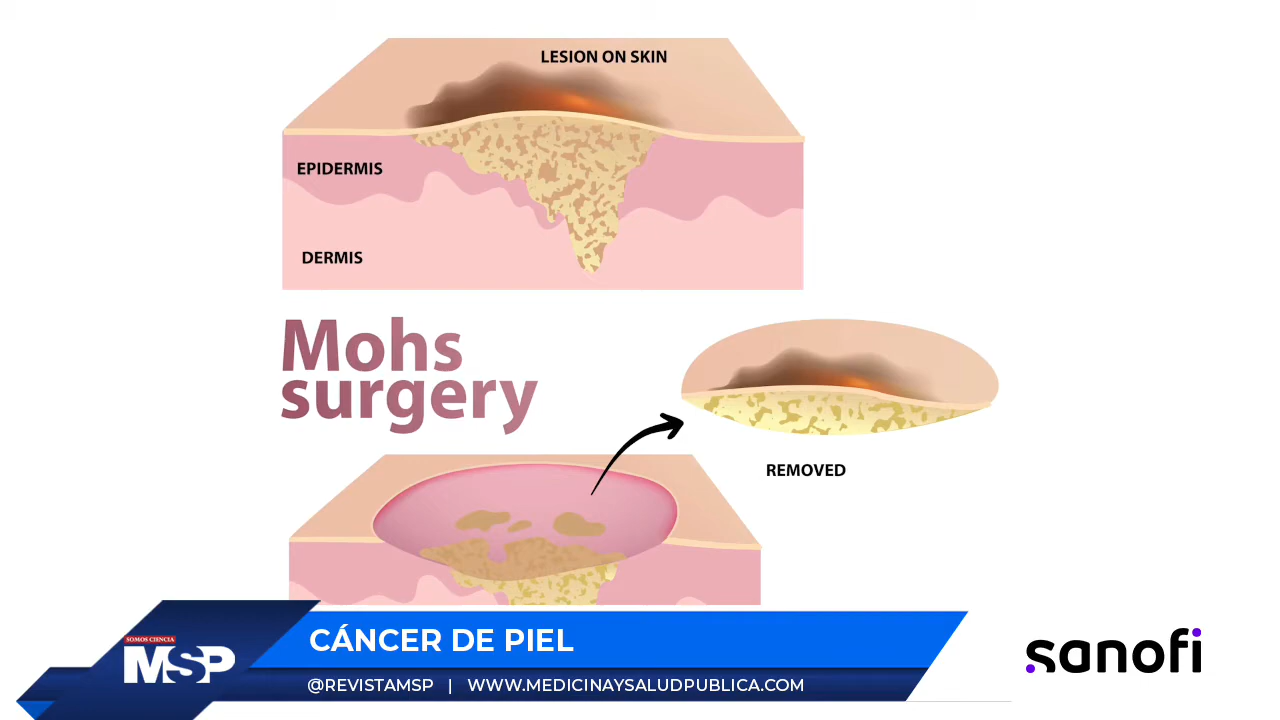 LESION ON SKIN
EPIDERMIS
DERMIS
Mohs
surgery
REMOVED
SOMOS CIENCIA
MSP
CÁNCER DE PIEL
@REVISTAMSP | WWW.MEDICINAYSALUDPUBLICA.COM
sanofi